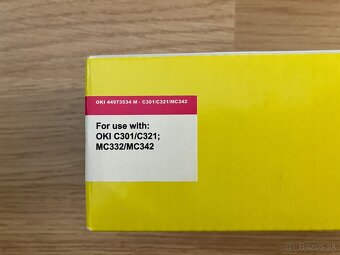 OKI 44973534 M - C301/C321/MC342
For use with:
OKI C301/C321;
MC332/MC342